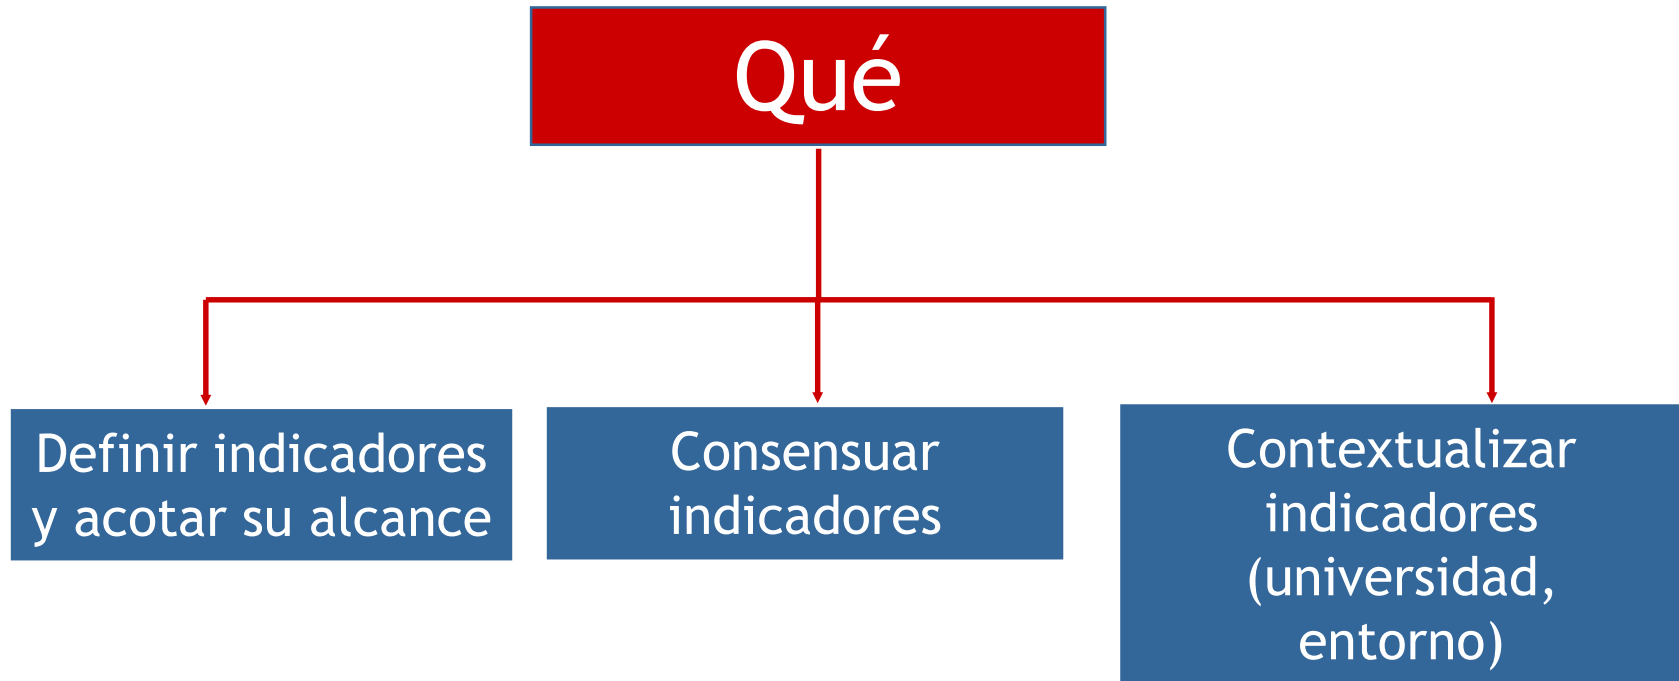 Qué
Definir indicadores
y acotar su alcance
Consensuar
indicadores
Contextualizar
indicadores
(universidad,
entorno)